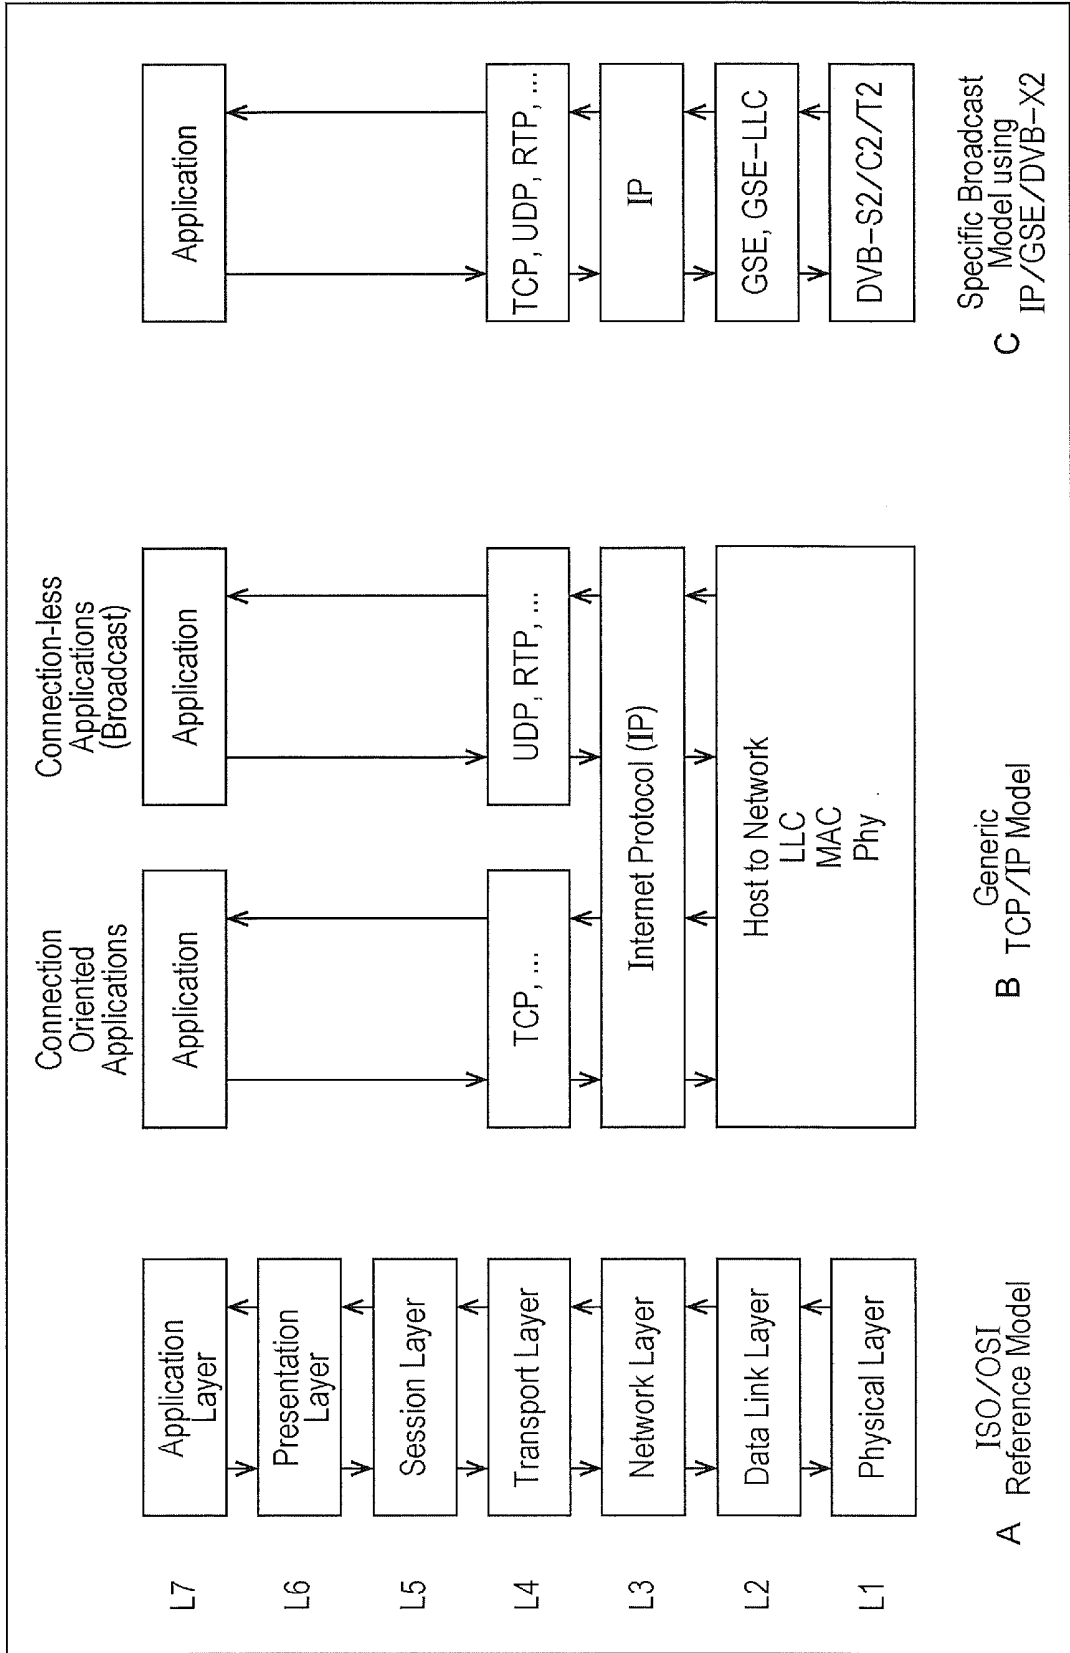 L7
L6
L5
L4
L3
L2
L1
Application
Layer
Presentation
Layer
Session Layer
Transport Layer
Network Layer
Data Link Layer
Physical Layer
A
ISO/OSI
Reference Model
Connection
Oriented
Applications
Application
TCP, ...
Connection-less
Applications
(Broadcast)
Application
UDP, RTP, ...
Internet Protocol (IP)
Host to Network
LLC
MAC
Phy
B
Generic
TCP/IP Model
Application
TCP, UDP, RTP, ...
IP
GSE, GSE-LLC
DVB-S2/C2/T2
C
Specific Broadcast
Model using
IP/GSE/DVB-X2